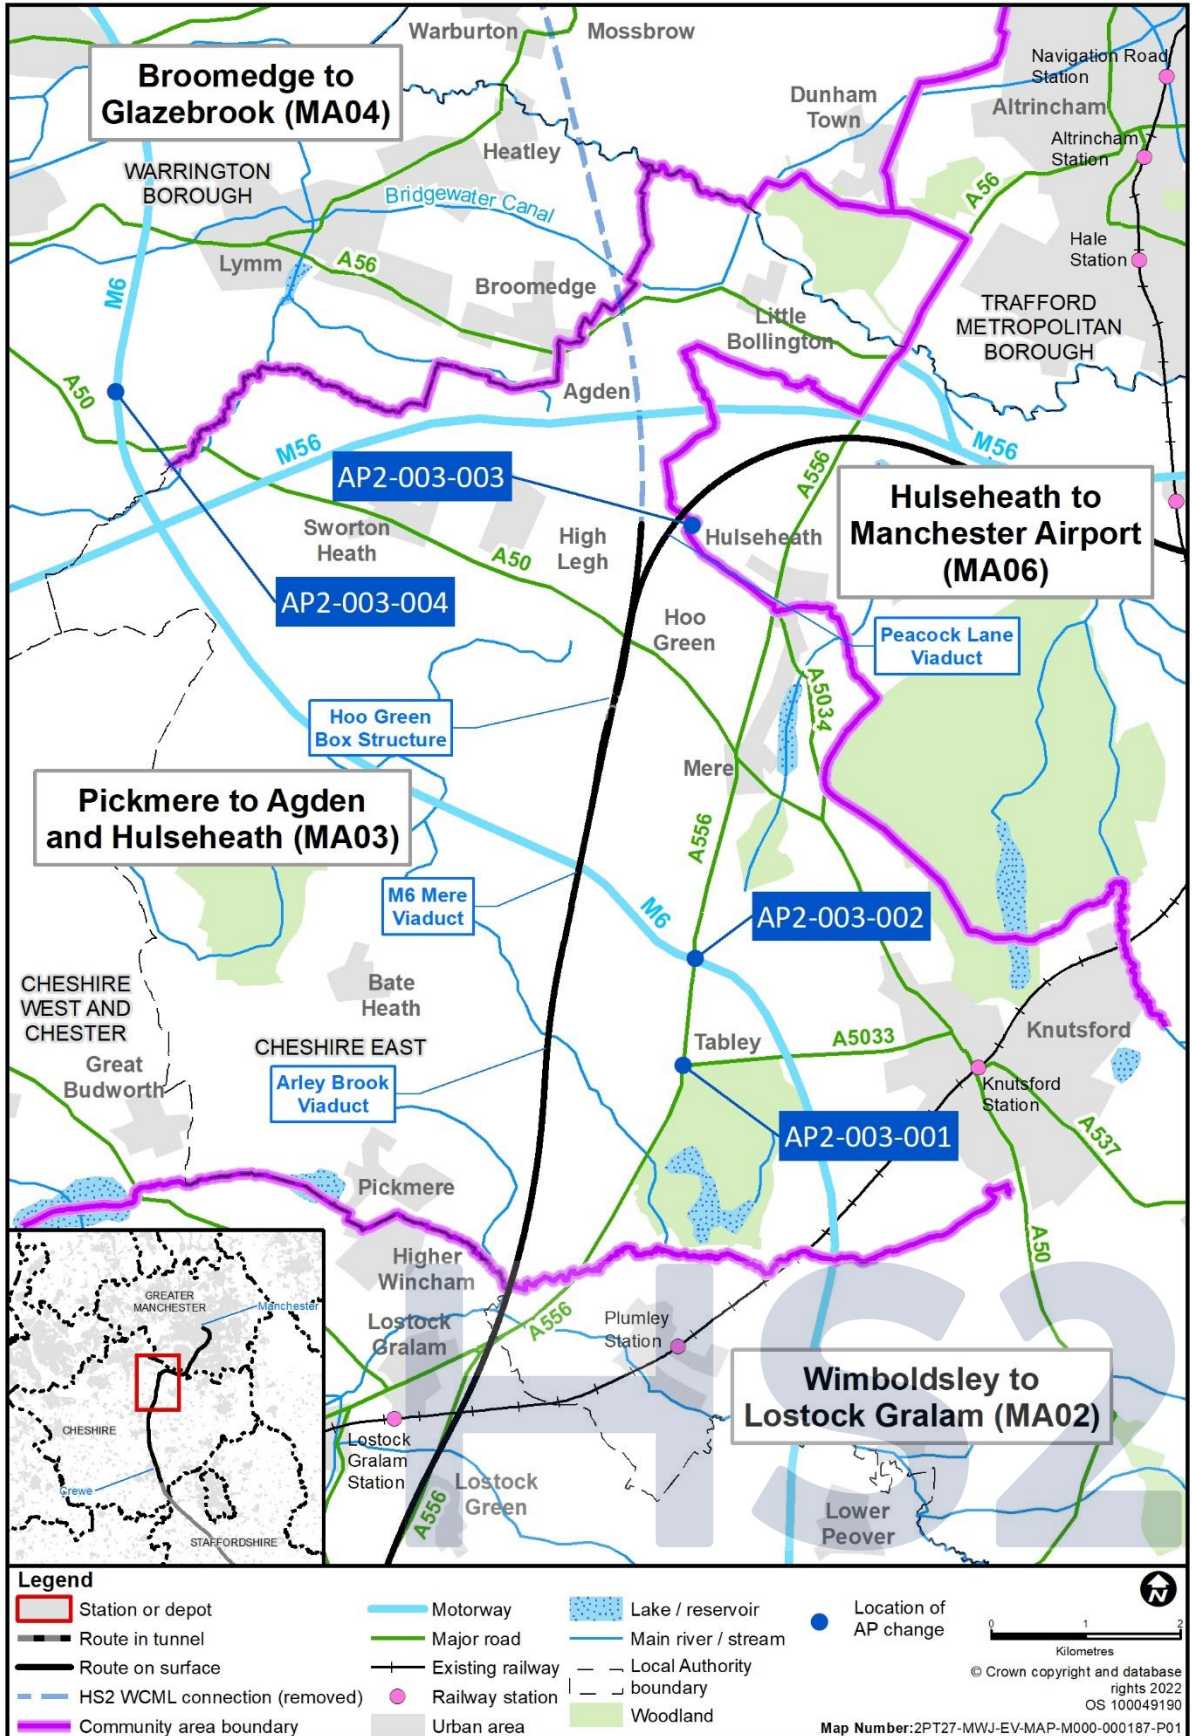 Warburton
Mossbrow
Navigation Road
Station
Broomedge to
Glazebrook (MA04)
Dunham
Town
Altrincham
Altrincham
Station
Heatley
WARRINGTON
BOROUGH
A56
Bridgewater Canal
Hale
Station
Lymm
A56
M6
Broomedge
TRAFFORD
METROPOLITAN
BOROUGH
Little
Bollington
A50
Agden
M56
M56
AP2-003-003
A556
Hulseheath to
Manchester Airport
(MA06)
Sworton
Heath
High
Legh
Hulseheath
A50
AP2-003-004
Hoo
Green
Peacock Lane
Viaduct
A5034
Hoo Green
Box Structure
Mere
Pickmere to Agden
and Hulseheath (MA03)
A556
M6 Mere
Viaduct
M6
AP2-003-002
CHESHIRE
WEST AND
CHESTER
Bate
Heath
Knutsford
Tabley
A5033
CHESHIRE EAST
Great
Budworth
Arley Brook
Viaduct
Knutsford
Station
AP2-003-001
A537
Pickmere
A50
Higher
Wincham
Lostock
Gralam
A556
Plumley
Station
HS2
Wimboldsley to
Lostock Gralam (MA02)
Lostock
Gralam
Station
Lostock
Green
A556
Lower
Peover
GREATER
MANCHESTER
Manchester
CHESHIRE
Crewe
STAFFORDSHIRE
Legend
Station or depot
Route in tunnel
Route on surface
HS2 WCML connection (removed)
Community area boundary
Motorway
Major road
Existing railway
Railway station
Urban area
Lake / reservoir
Main river / stream
Local Authority
boundary
Woodland
Location of
AP change
N
0 1 2
Kilometres
© Crown copyright and database
rights 2022
OS 100049190
Map Number:2PT27-MWJ-EV-MAP-M000-000187-P01